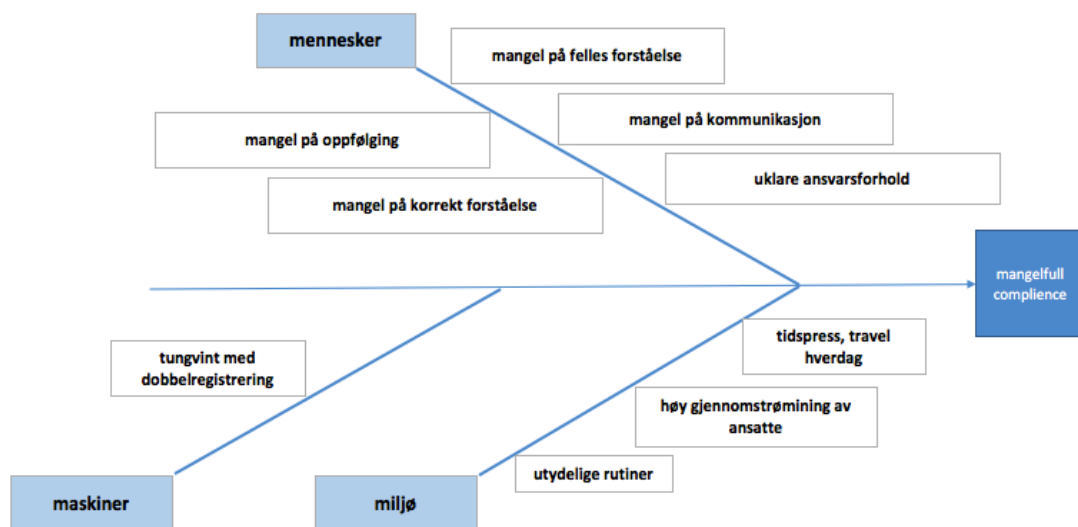 mennesker
mangel på felles forståelse
mangel på kommunikasjon
mangel på oppfølging
uklare ansvarsforhold
mangel på korrekt forståelse
mangelfull
complience
tidspress, travel
hverdag
tungvint med
dobbelregistrering
høy gjennomstrømining av
ansatte
utydelige rutiner
maskiner
miljø